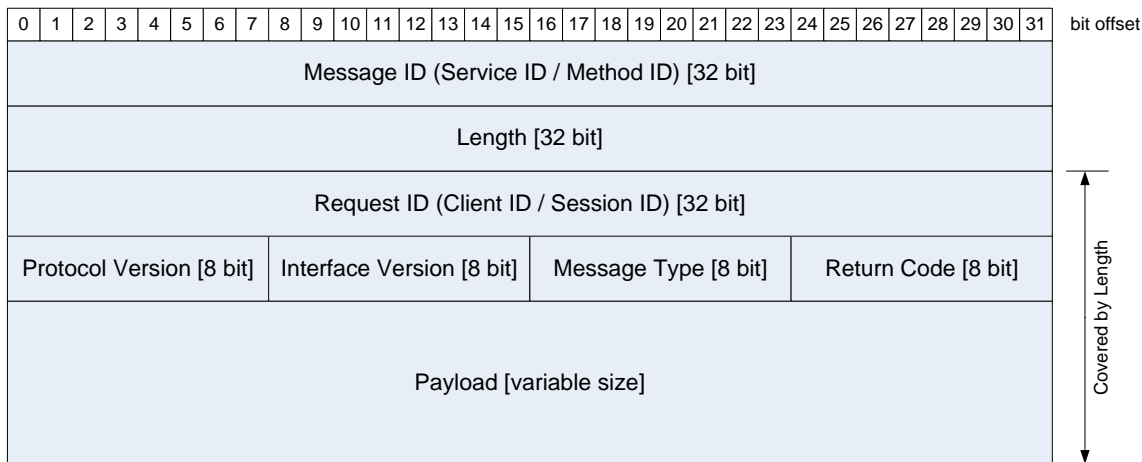 0 1 2 3 4 5 6 7 8 9 10 11 12 13 14 15 16 17 18 19 20 21 22 23 24 25 26 27 28 29 30 31 bit offset
Message ID (Service ID / Method ID) [32 bit]
Length [32 bit]
Request ID (Client ID / Session ID) [32 bit]
Protocol Version [8 bit] Interface Version [8 bit] Message Type [8 bit] Return Code [8 bit]
Payload [variable size]
Covered by Length